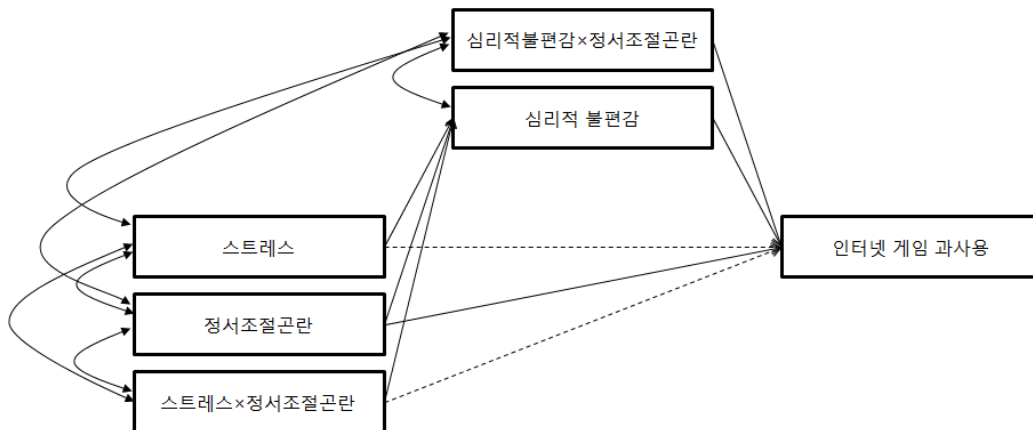 심리적불편감×정서조절곤란
심리적 불편감
스트레스
인터넷 게임 과사용
정서조절곤란
스트레스×정서조절곤란